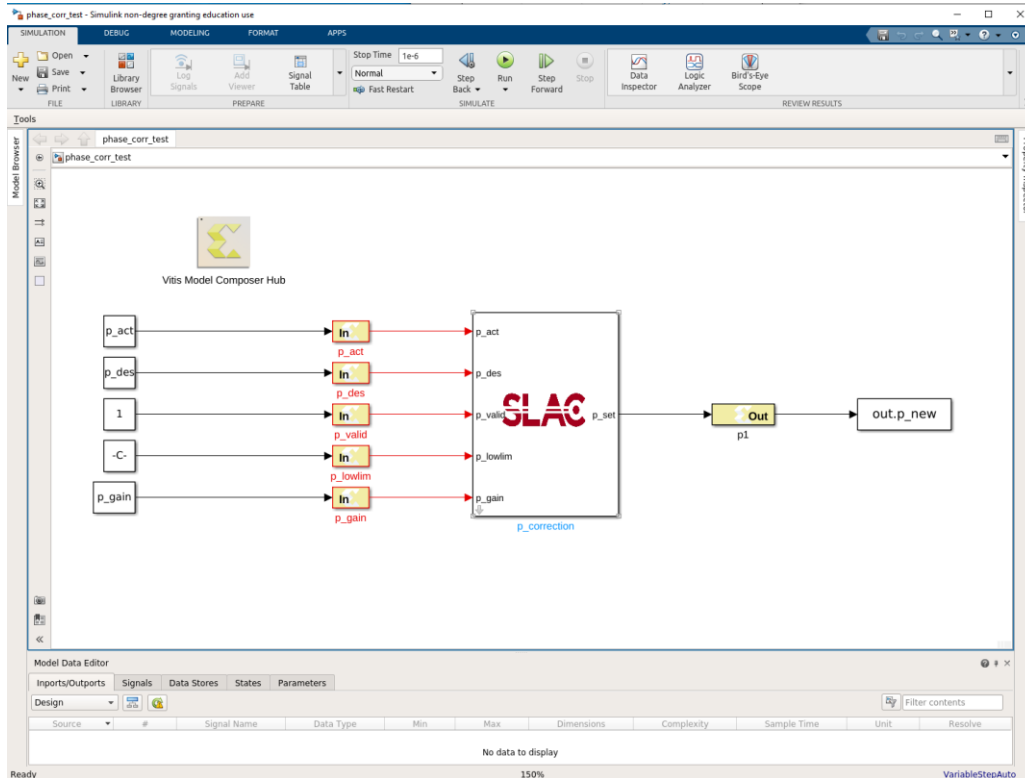 phase_corr_test - Simulink non-degree granting education use
SIMULATION DEBUG MODELING FORMAT APPS
New
Open
Save
Print
FILE
Library Browser
LIBRARY
Log Signals
Add Viewer
Signal Table
PREPARE
Stop Time 1e-6
Normal
Fast Restart
Step Back
Run
Step Forward
Stop
SIMULATE
Data Inspector
Logic Analyzer
Bird's-Eye Scope
REVIEW RESULTS
Tools
Model Browser
phase_corr_test
phase_corr_test
Vitis Model Composer Hub
p_act In p_act
p_act
p_des In p_des
p_des
1 In p_valid SLAC p_set Out out.p_new
p_valid p1
-C- In p_lowlim
p_lowlim
p_gain In p_gain
p_gain p_correction
Model Data Editor
Inports/Outports Signals Data Stores States Parameters
Design Filter contents
Source # Signal Name Data Type Min Max Dimensions Complexity Sample Time Unit Resolve
No data to display
Ready 150% VariableStepAuto